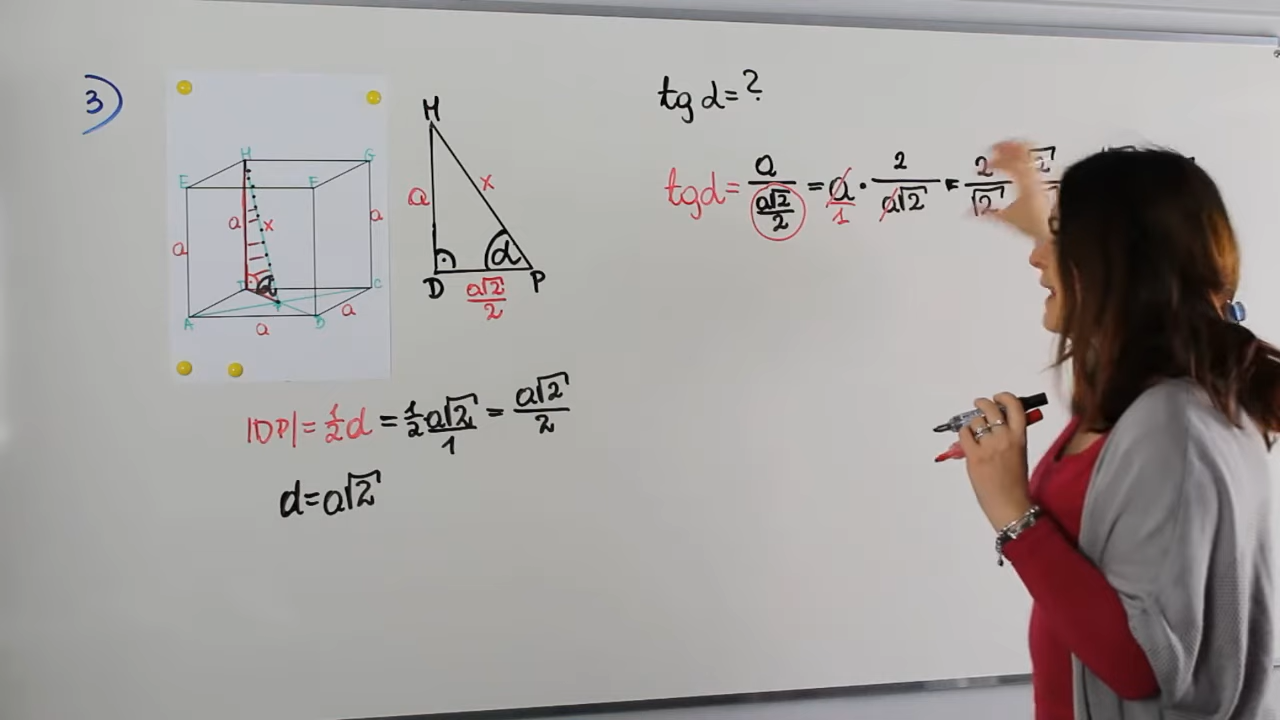 3)
H
G
E
F
a
x
a
a
α
D
C
A
B
a
a
H
a
x
α
D
P
a√2/2
|DP| = 1/2 d = 1/2 a√2/1 = a√2/2
d = a√2
tg α = ?
tg α = a/(a√2/2) = a/1 · 2/(a√2) = 2/√2